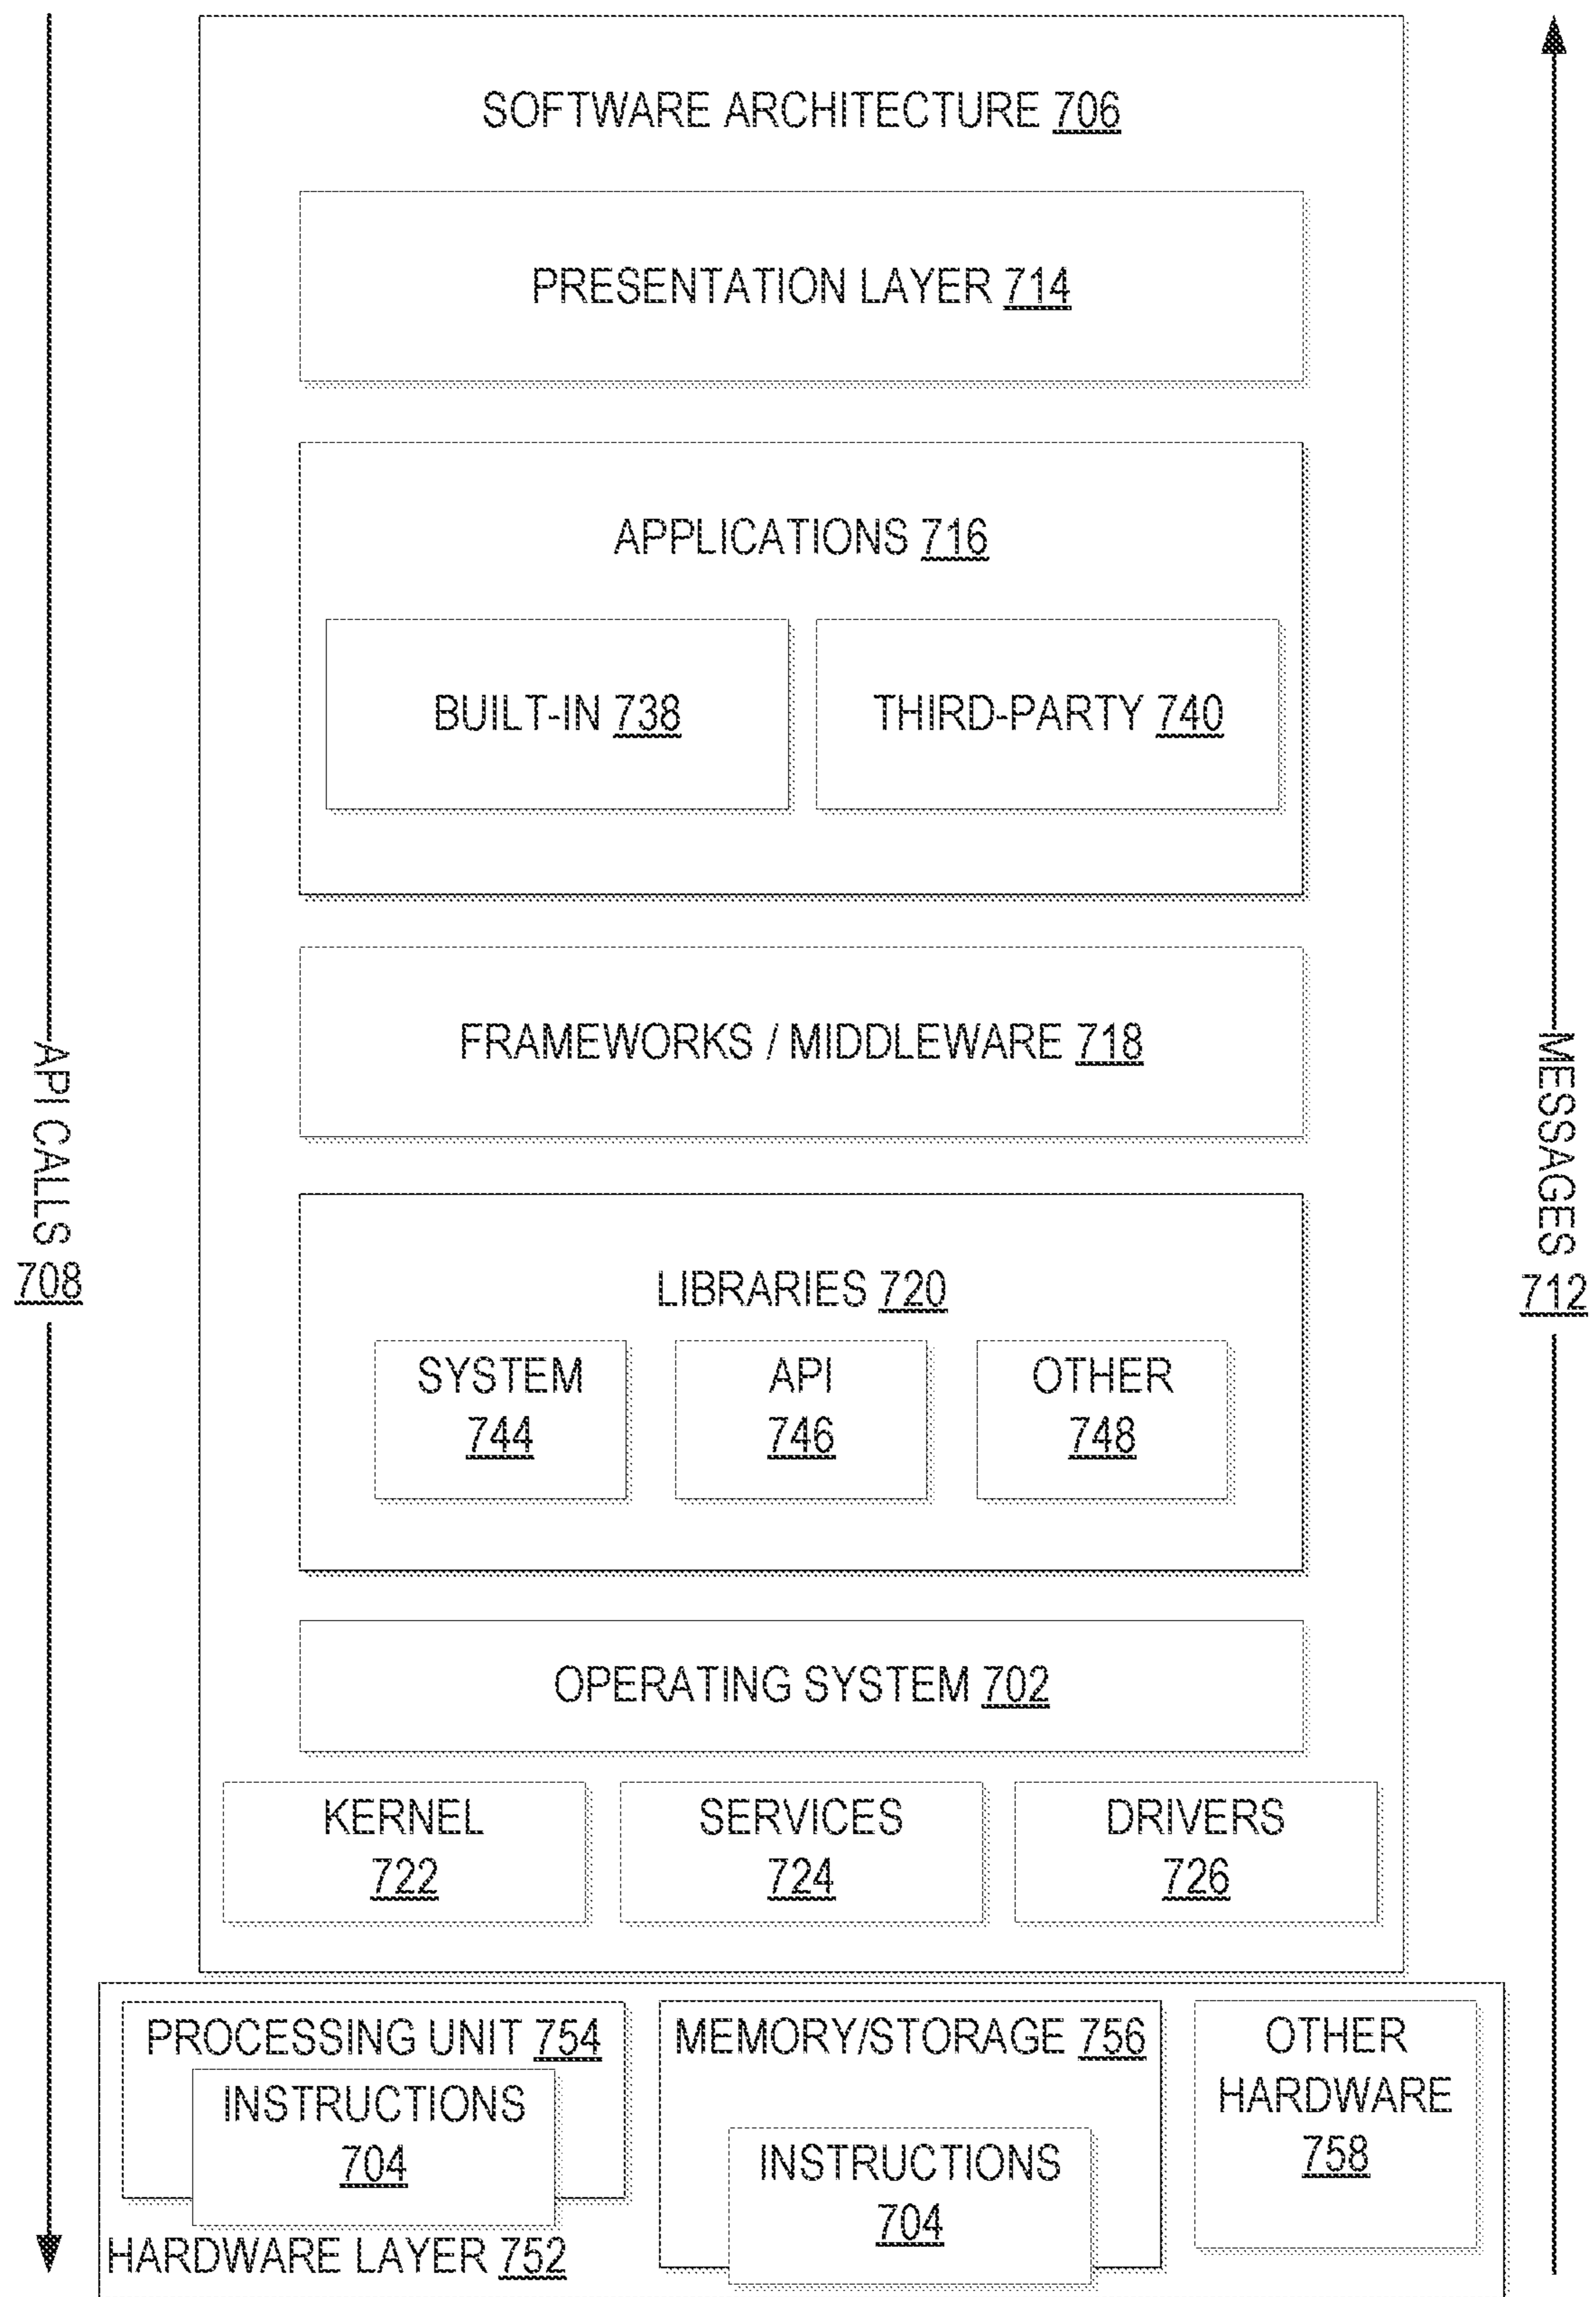 SOFTWARE ARCHITECTURE 706
PRESENTATION LAYER 714
APPLICATIONS 716
BUILT-IN 738
THIRD-PARTY 740
FRAMEWORKS / MIDDLEWARE 718
API CALLS
708
MESSAGES
712
LIBRARIES 720
SYSTEM
744
API
746
OTHER
748
OPERATING SYSTEM 702
KERNEL
722
SERVICES
724
DRIVERS
726
PROCESSING UNIT 754
INSTRUCTIONS
704
MEMORY/STORAGE 756
INSTRUCTIONS
704
OTHER
HARDWARE
758
HARDWARE LAYER 752